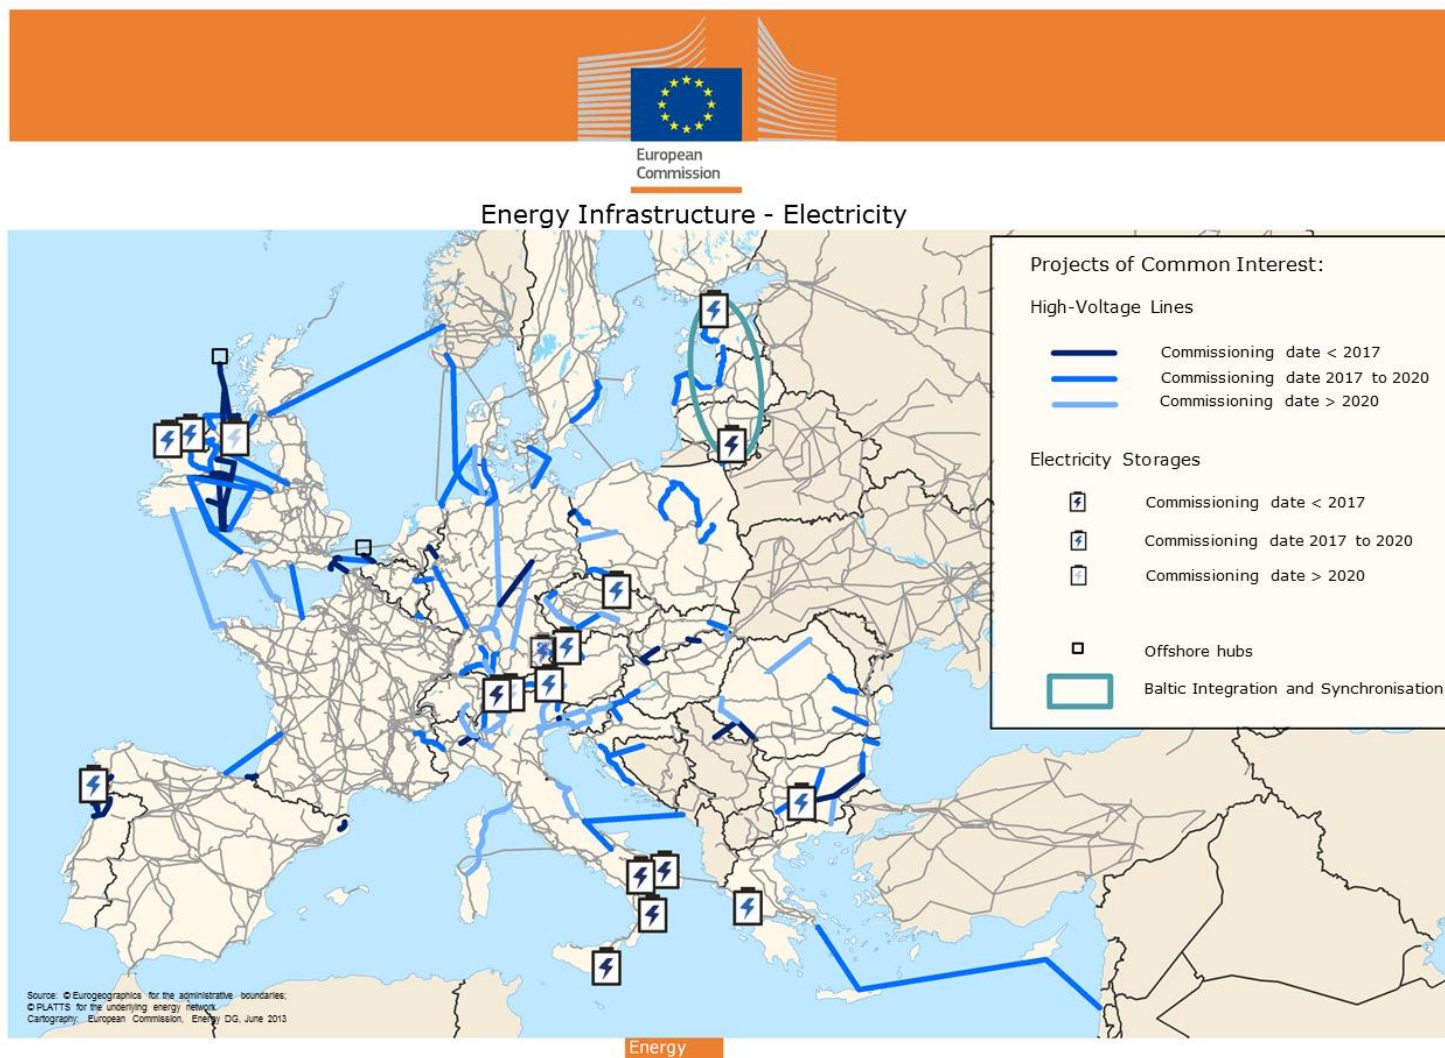 European
Commission
Energy Infrastructure - Electricity
Projects of Common Interest:
High-Voltage Lines
Commissioning date < 2017
Commissioning date 2017 to 2020
Commissioning date > 2020
Electricity Storages
Commissioning date < 2017
Commissioning date 2017 to 2020
Commissioning date > 2020
Offshore hubs
Baltic Integration and Synchronisation
Source: © Eurogeographics for the administrative boundaries;
© PLATTS for the underlying energy network.
Cartography: European Commission, Energy DG, June 2013
Energy